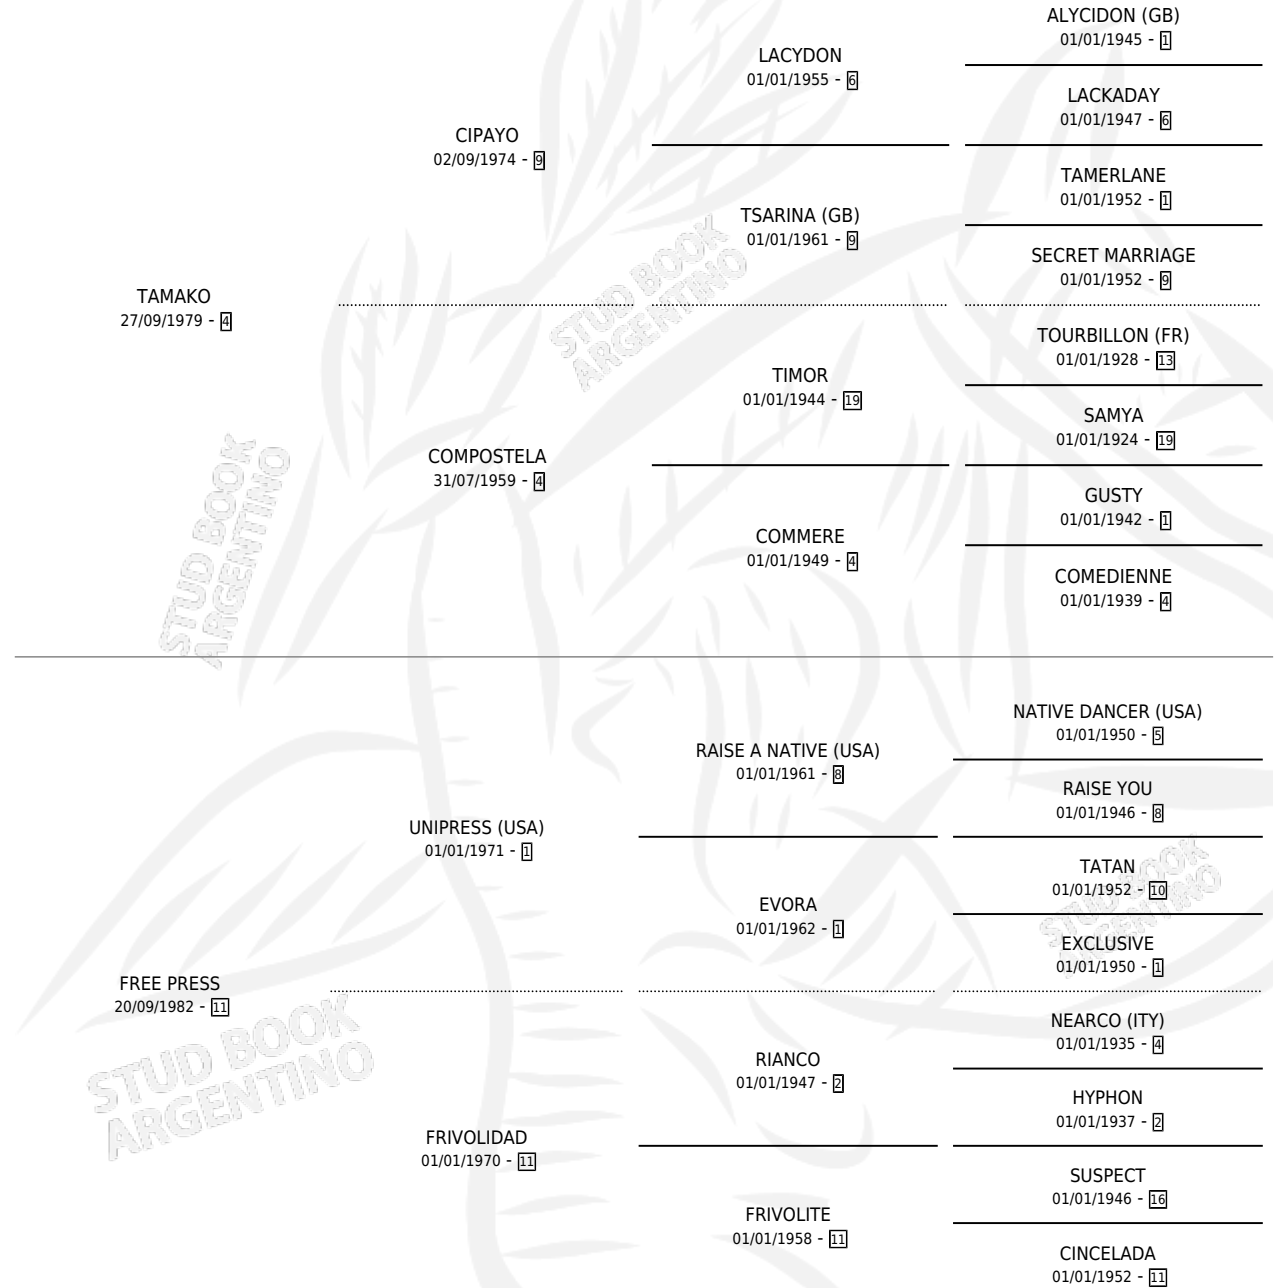 ALYCIDON (GB)
01/01/1945 - 1
LACYDON
01/01/1955 - 6
LACKADAY
01/01/1947 - 6
CIPAYO
02/09/1974 - 9
TAMERLANE
01/01/1952 - 1
TSARINA (GB)
01/01/1961 - 9
SECRET MARRIAGE
01/01/1952 - 9
TAMAKO
27/09/1979 - 4
STUD BOOK
ARGENTINO
TOURBILLON (FR)
01/01/1928 - 13
TIMOR
01/01/1944 - 19
SAMYA
01/01/1924 - 19
COMPOSTELA
31/07/1959 - 4
GUSTY
01/01/1942 - 1
COMMERE
01/01/1949 - 4
COMEDIENNE
01/01/1939 - 4
STUD BOOK
ARGENTINO
NATIVE DANCER (USA)
01/01/1950 - 5
RAISE A NATIVE (USA)
01/01/1961 - 8
RAISE YOU
01/01/1946 - 8
UNIPRESS (USA)
01/01/1971 - 1
TATAN
01/01/1952 - 10
EVORA
01/01/1962 - 1
EXCLUSIVE
01/01/1950 - 1
STUD BOOK
ARGENTINO
FREE PRESS
20/09/1982 - 11
NEARCO (ITY)
01/01/1935 - 4
RIANCO
01/01/1947 - 2
HYPHON
01/01/1937 - 2
STUD BOOK
ARGENTINO
FRIVOLIDAD
01/01/1970 - 11
SUSPECT
01/01/1946 - 16
FRIVOLITE
01/01/1958 - 11
CINCELADA
01/01/1952 - 11